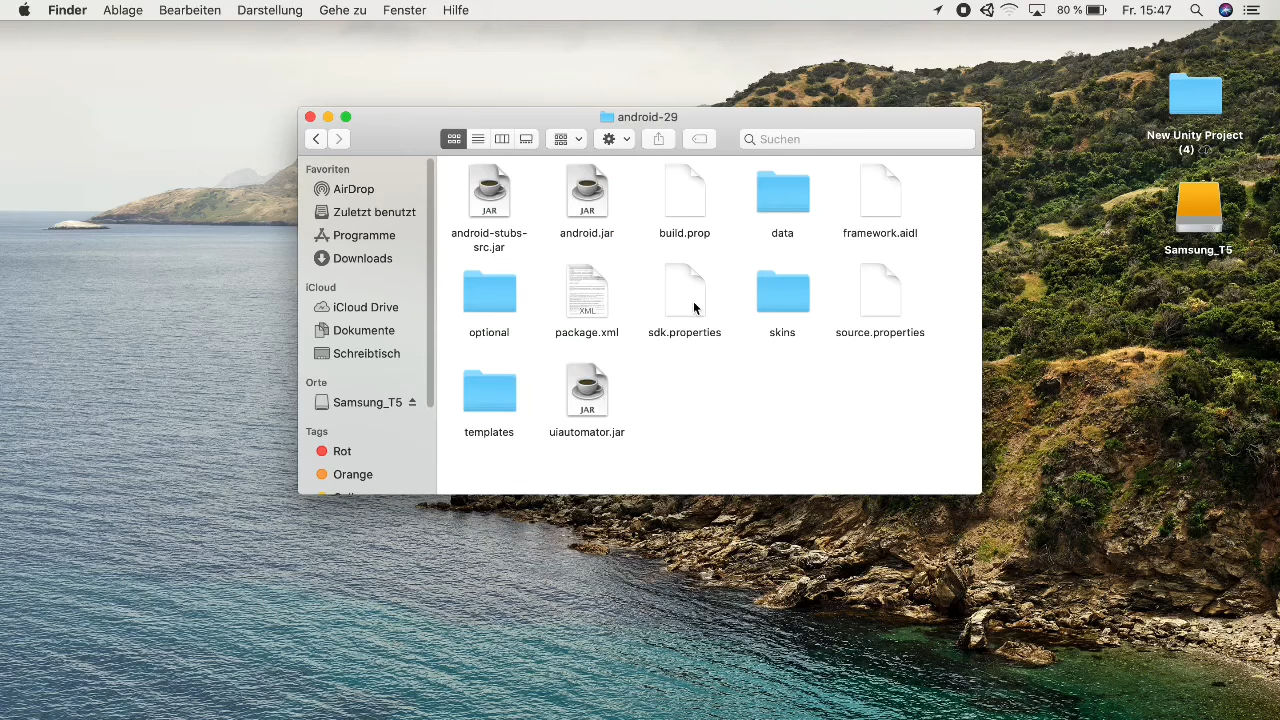 Finder Ablage Bearbeiten Darstellung Gehe zu Fenster Hilfe 80 % Fr. 15:47
android-29
Suchen
Favoriten
AirDrop
Zuletzt benutzt
Programme
Downloads
iCloud
iCloud Drive
Dokumente
Schreibtisch
Orte
Samsung_T5
Tags
Rot
Orange
JAR JAR
android-stubs-
src.jar
android.jar
build.prop
data
framework.aidl
XML
optional
package.xml
sdk.properties
skins
source.properties
JAR
templates
uiautomator.jar
New Unity Project
(4)
Samsung_T5